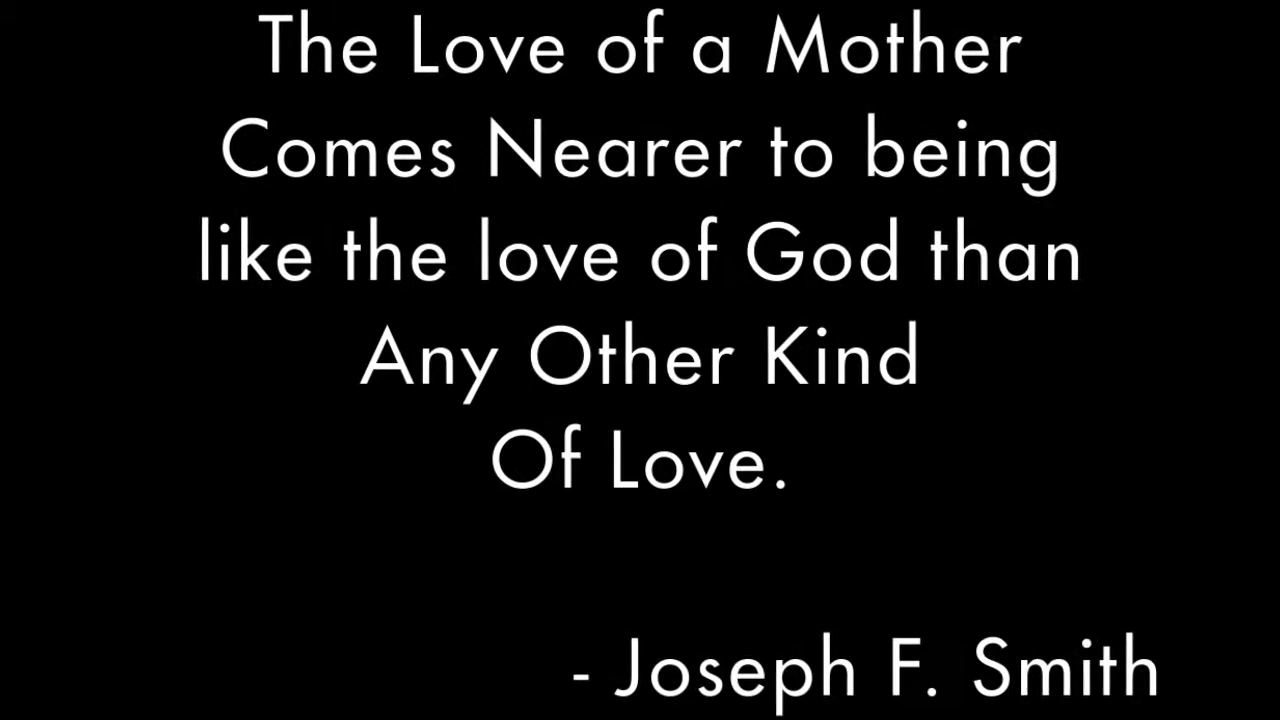 The Love of a Mother
Comes Nearer to being
like the love of God than
Any Other Kind
Of Love.
- Joseph F. Smith